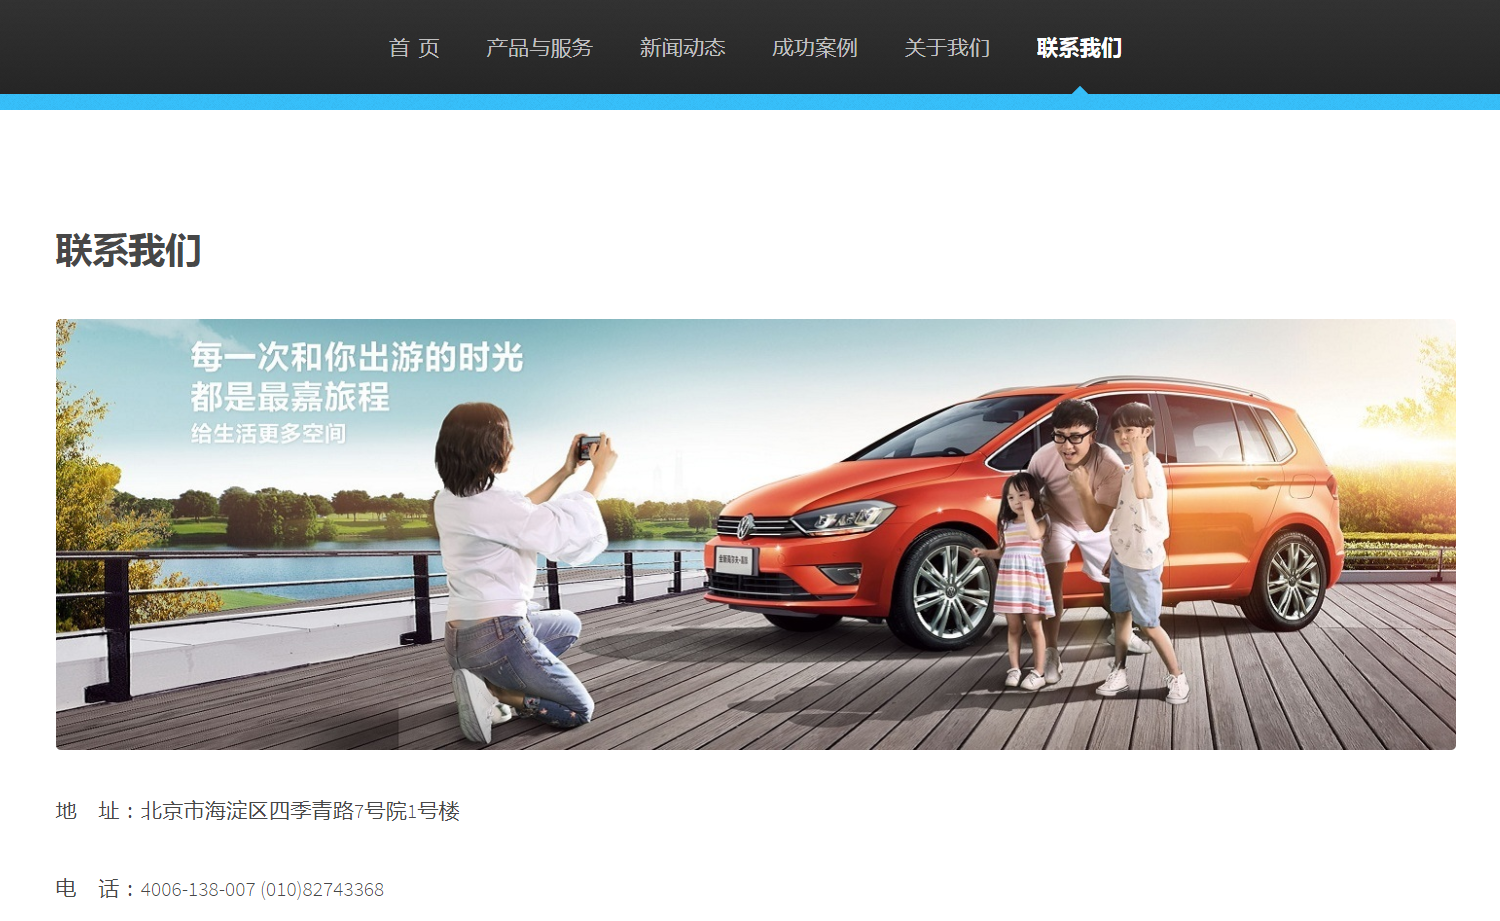 首 页 产品与服务 新闻动态 成功案例 关于我们 联系我们
联系我们
每一次和你出游的时光
都是最嘉旅程
给生活更多空间
地 址：北京市海淀区四季青路7号院1号楼
电 话：4006-138-007 (010)82743368